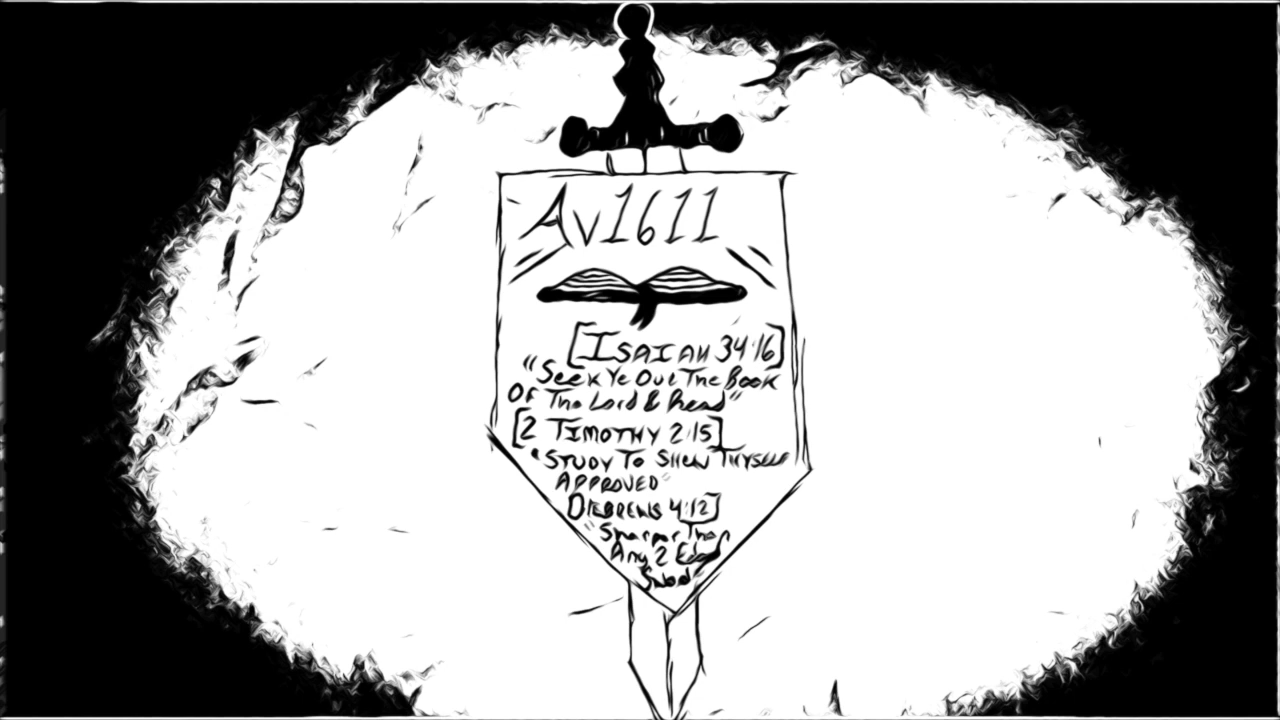 Av1611
[ISAIAH 34:16]
"Seek Ye Out The Book
Of The Lord & Read"
[2 TIMOTHY 2:15]
"STUDY TO SHEW THYSELF
APPROVED"
[HEBREWS 4:12]
"Sharper Than
Any 2 Edged